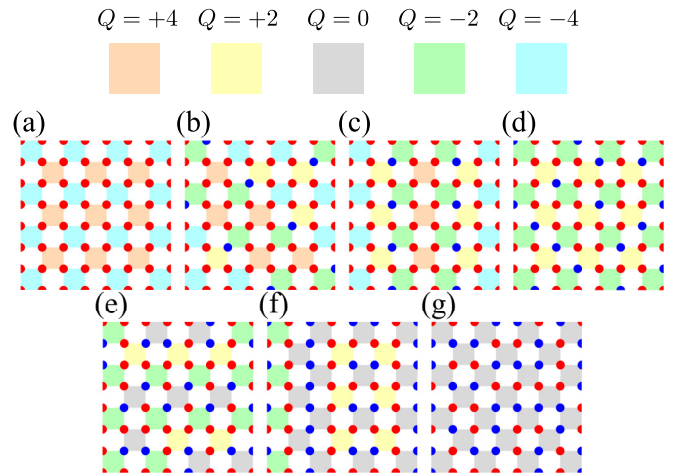 Q = +4 Q = +2 Q = 0 Q = −2 Q = −4
(a) (b) (c) (d)
(e) (f) (g)